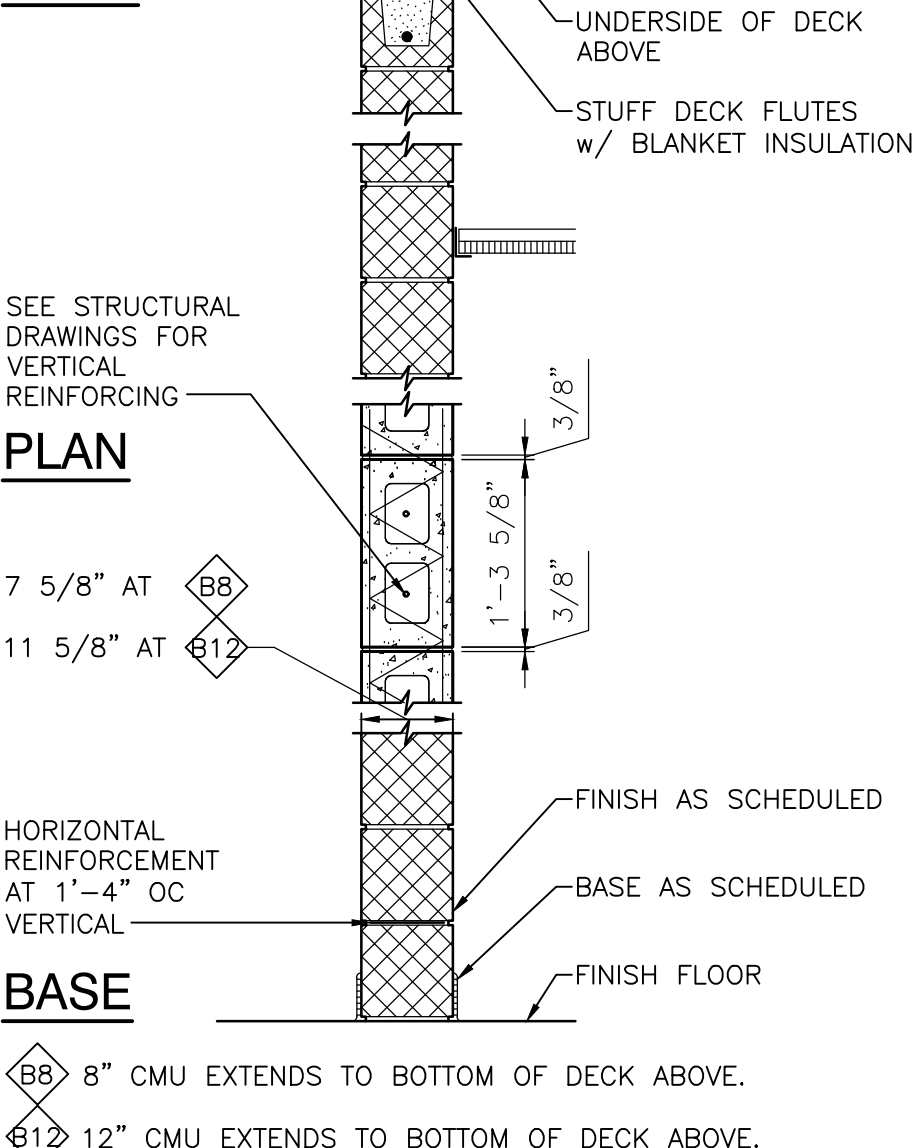 UNDERSIDE OF DECK
ABOVE
STUFF DECK FLUTES
w/ BLANKET INSULATION
SEE STRUCTURAL
DRAWINGS FOR
VERTICAL
REINFORCING
PLAN
3/8"
1'-3 5/8"
3/8"
7 5/8" AT B8
11 5/8" AT B12
FINISH AS SCHEDULED
HORIZONTAL
REINFORCEMENT
AT 1'-4" OC
VERTICAL
BASE AS SCHEDULED
BASE
FINISH FLOOR
B8 8" CMU EXTENDS TO BOTTOM OF DECK ABOVE.
B12 12" CMU EXTENDS TO BOTTOM OF DECK ABOVE.